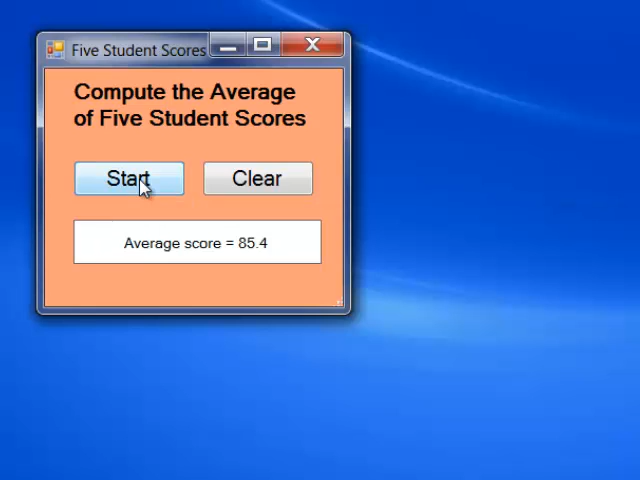 Five Student Scores
Compute the Average
of Five Student Scores
Start
Clear
Average score = 85.4